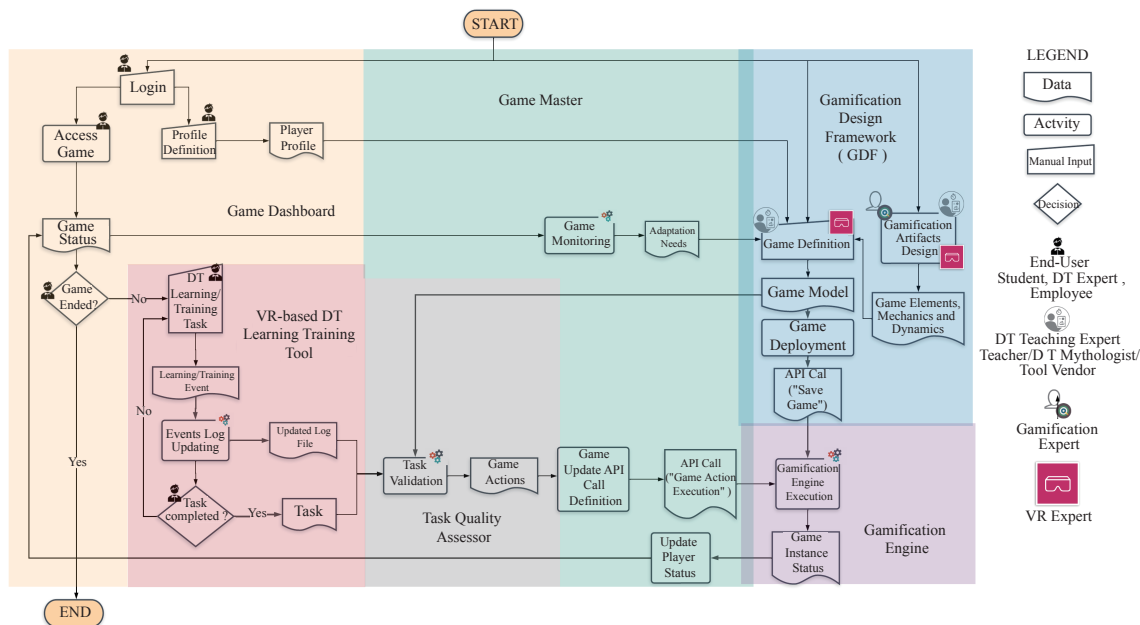 START
LEGEND
Data
Actvity
Manual Input
Decision
End-User
Student, DT Expert ,
Employee
DT Teaching Expert
Teacher/D T Mythologist/
Tool Vendor
Gamification
Expert
VR Expert
Game Master
Gamification
Design
Framework
( GDF )
Login
Access
Game
Profile
Definition
Player
Profile
Game Dashboard
Game
Status
Game
Monitoring
Adaptation
Needs
Game Definition
Gamification
Artifacts
Design
Game
Ended?
No
DT
Learning/
Training
Task
VR-based DT
Learning Training
Tool
Game Model
Game
Deployment
Game Elements,
Mechanics and
Dynamics
Learning/Training
Event
API Cal
("Save
Game")
No
Events Log
Updating
Updated Log
File
Yes
Task
Validation
Game
Actions
Game
Update API
Call
Definition
API Call
("Game Action
Execution" )
Gamification
Engine
Execution
Task
completed ?
Yes
Task
Task Quality
Assessor
Gamification
Engine
Update
Player
Status
Game
Instance
Status
END